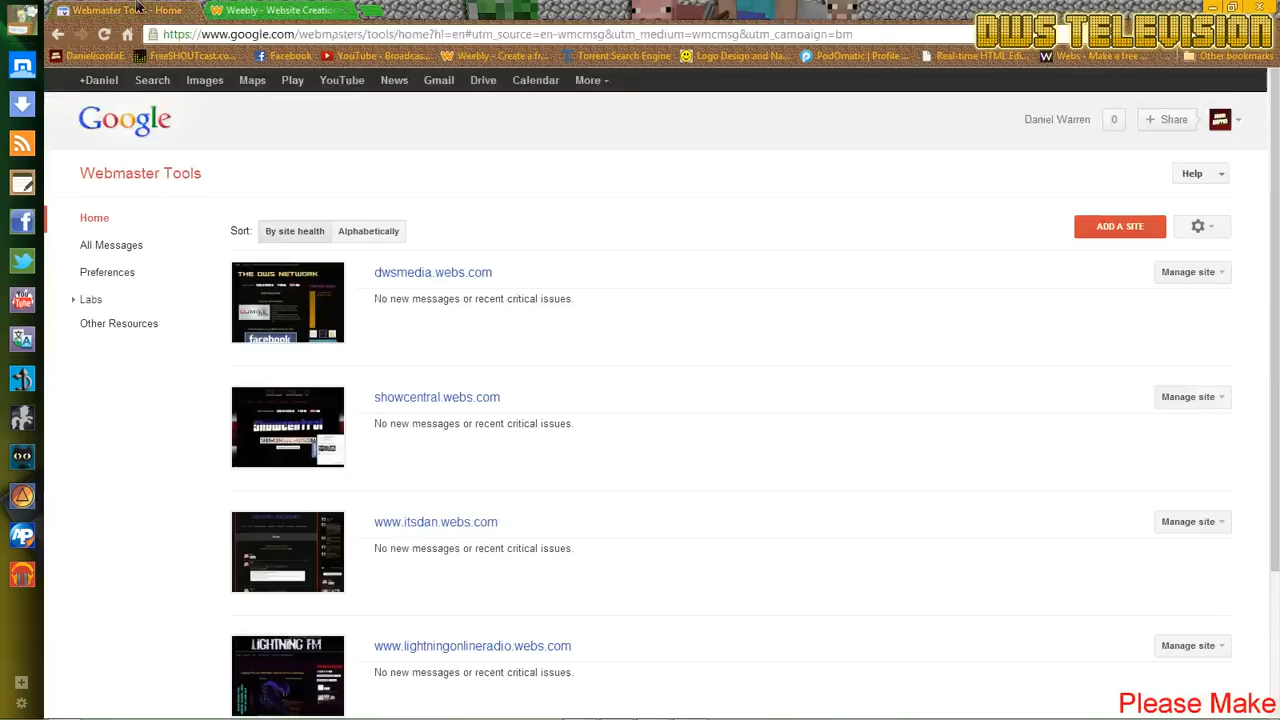 Webmaster Tools - Home
Weebly - Website Creatio
https://www.google.com/webmasters/tools/home?hl=en#utm_source=en-wmcmsg&utm_medium=wmcmsg&utm_campaign=bm
DWS TELEVISION
DanielsonfirE
FreeSHOUTcast.co...
Facebook
Torrent Search Engine
Logo Design and Na...
PodOmatic | Profile ...
Real-time HTML Edi...
Webs - Make a free ...
Other bookmarks
+Daniel Search Images Maps Play YouTube News Gmail Drive Calendar More
Google
Daniel Warren 0 + Share
Webmaster Tools
Help
Home
All Messages
Preferences
Labs
Other Resources
Sort: By site health Alphabetically
ADD A SITE
THE DWS NETWORK
facebook
dwsmedia.webs.com
No new messages or recent critical issues.
Manage site
showcentral.webs.com
No new messages or recent critical issues.
Manage site
www.itsdan.webs.com
No new messages or recent critical issues.
Manage site
LIGHTNING FM
www.lightningonlineradio.webs.com
No new messages or recent critical issues.
Manage site
Please Make